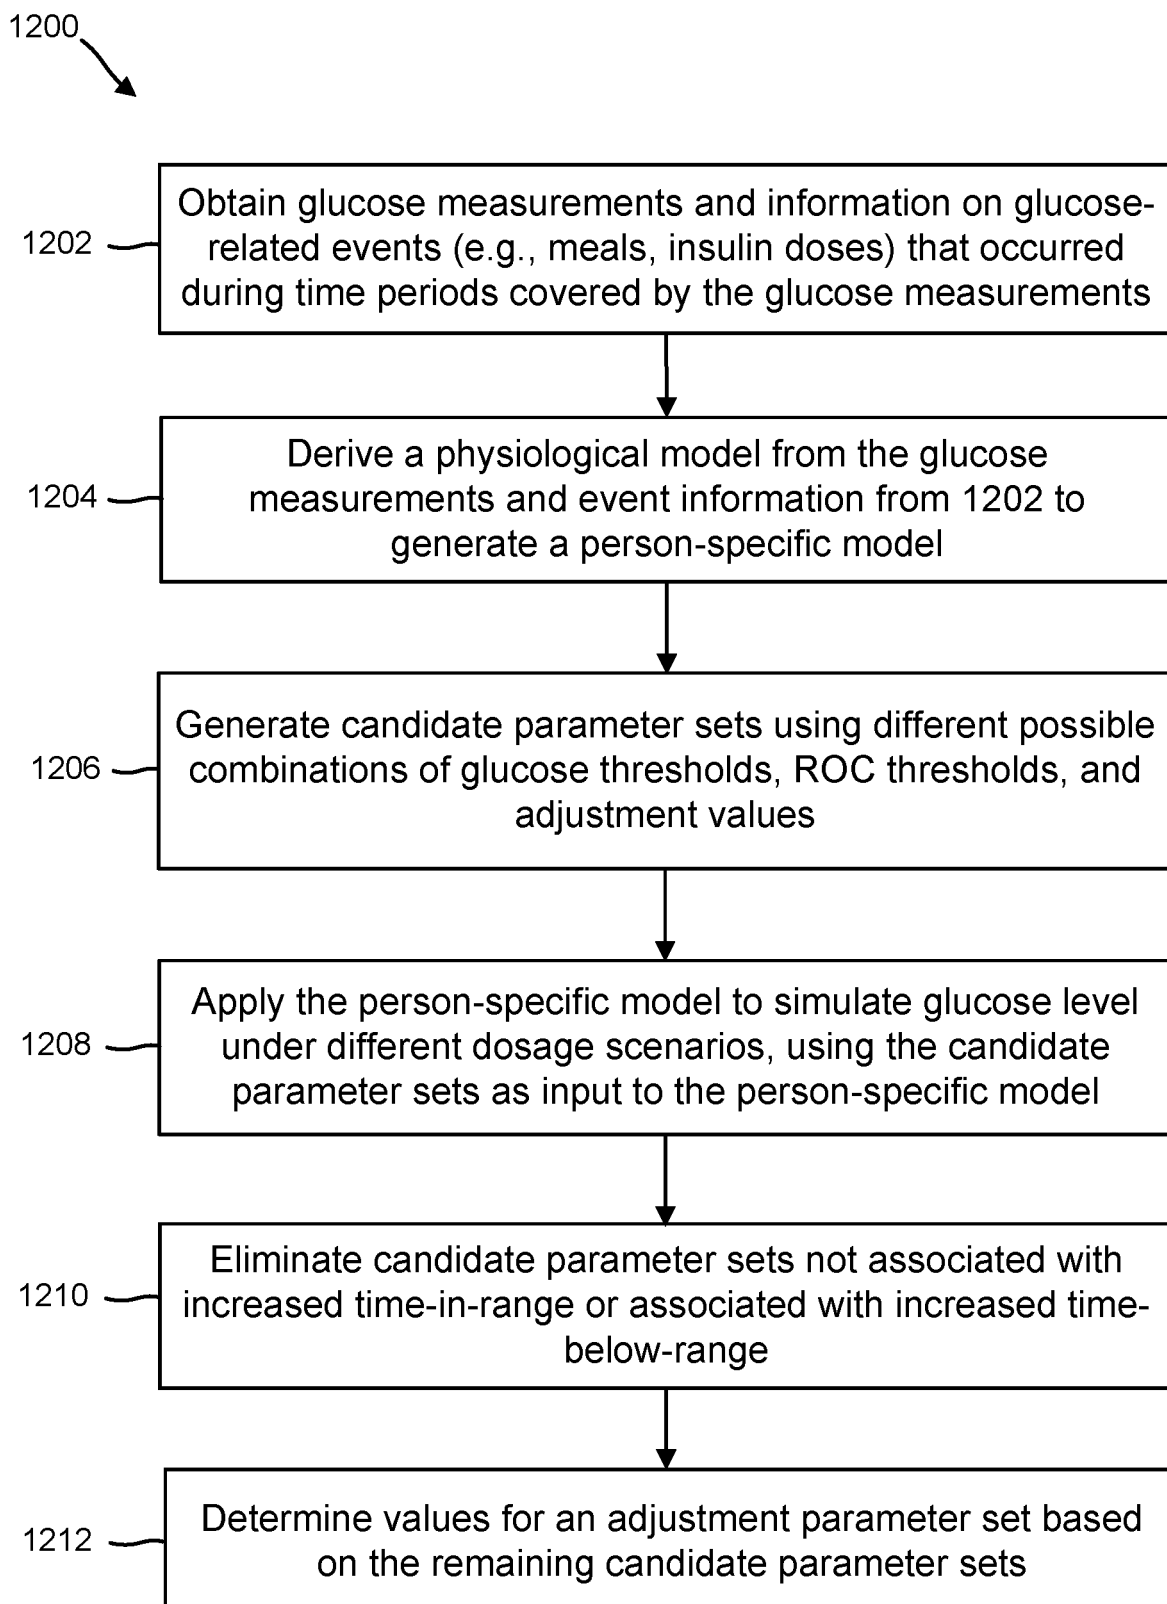 1200
1202
Obtain glucose measurements and information on glucose-
related events (e.g., meals, insulin doses) that occurred
during time periods covered by the glucose measurements
1204
Derive a physiological model from the glucose
measurements and event information from 1202 to
generate a person-specific model
1206
Generate candidate parameter sets using different possible
combinations of glucose thresholds, ROC thresholds, and
adjustment values
1208
Apply the person-specific model to simulate glucose level
under different dosage scenarios, using the candidate
parameter sets as input to the person-specific model
1210
Eliminate candidate parameter sets not associated with
increased time-in-range or associated with increased time-
below-range
1212
Determine values for an adjustment parameter set based
on the remaining candidate parameter sets